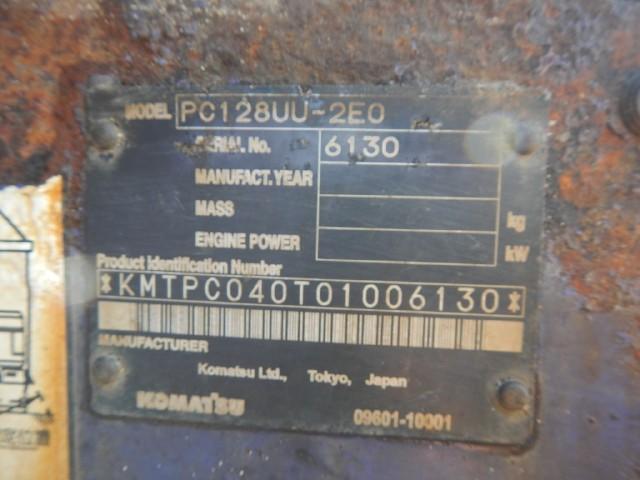 MODEL PC128UU-2E0
SERIAL No. 6130
MANUFACT. YEAR
MASS kg
ENGINE POWER kW
Product Identification Number
*KMTPC040T01006130*
MANUFACTURER
Komatsu Ltd., Tokyo, Japan
KOMATSU 09601-10001